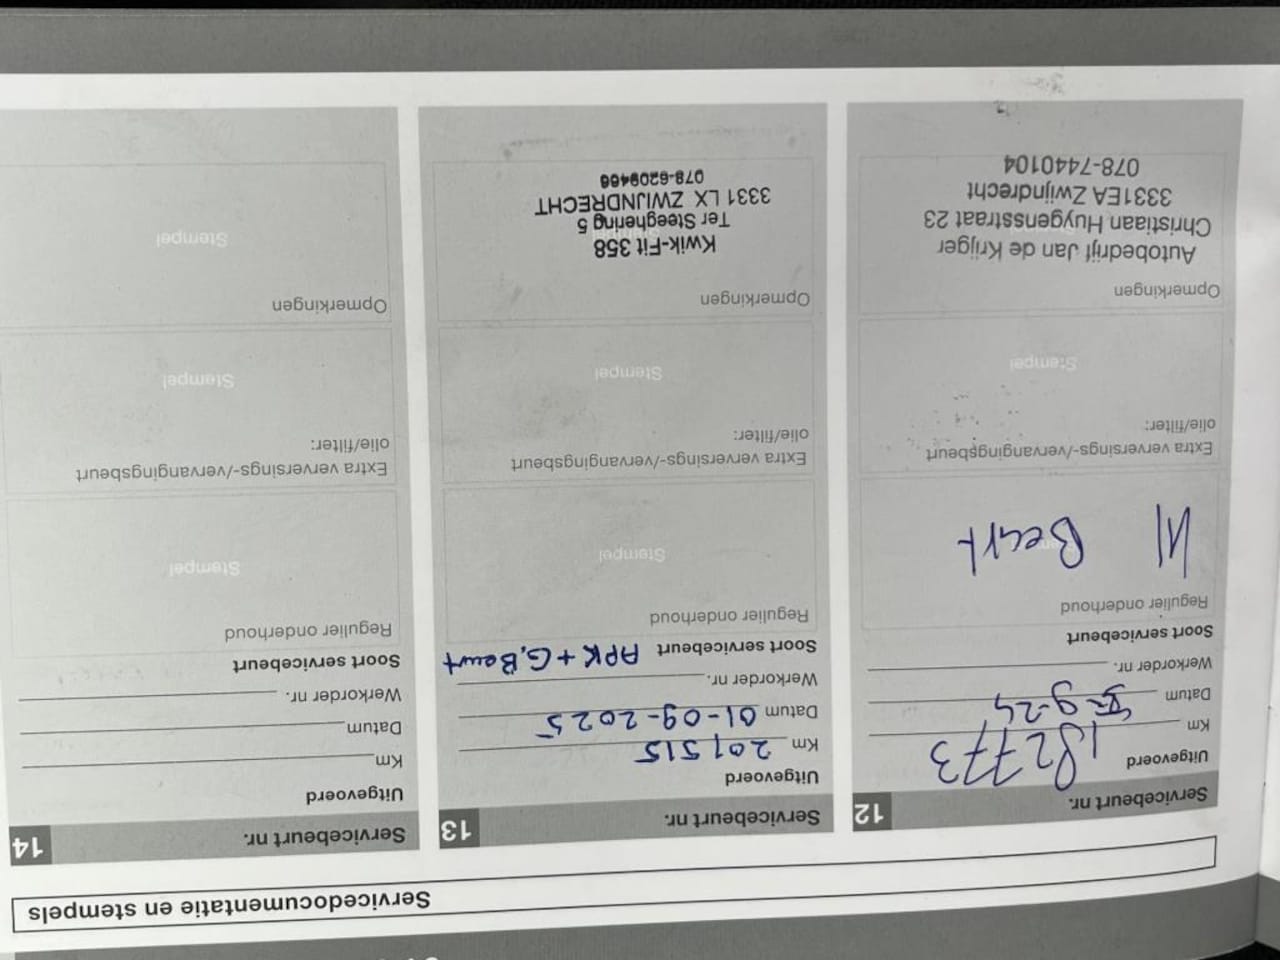 Servicedocumentatie en stempels
Servicebeurt nr. 12
Uitgevoerd
Km 182773
Datum 9-24
Werkorder nr.
Soort servicebeurt
Regulier onderhoud
Beurt
Extra verversings-/vervangingsbeurt
olie/filter:
Stempel
Opmerkingen
Autobedrijf Jan de Krijger
Christiaan Huygensstraat 23
3331EA Zwijndrecht
078-7440104
Servicebeurt nr. 13
Uitgevoerd
Km 201515
Datum 01-09-2025
Werkorder nr.
Soort servicebeurt APK + G. Beurt
Regulier onderhoud
Stempel
Extra verversings-/vervangingsbeurt
olie/filter:
Stempel
Opmerkingen
Kwik-Fit 358
Ter Steeghering 5
3331 LX ZWIJNDRECHT
078-6209466
Servicebeurt nr. 14
Uitgevoerd
Km
Datum
Werkorder nr.
Soort servicebeurt
Regulier onderhoud
Stempel
Extra verversings-/vervangingsbeurt
olie/filter:
Stempel
Opmerkingen
Stempel